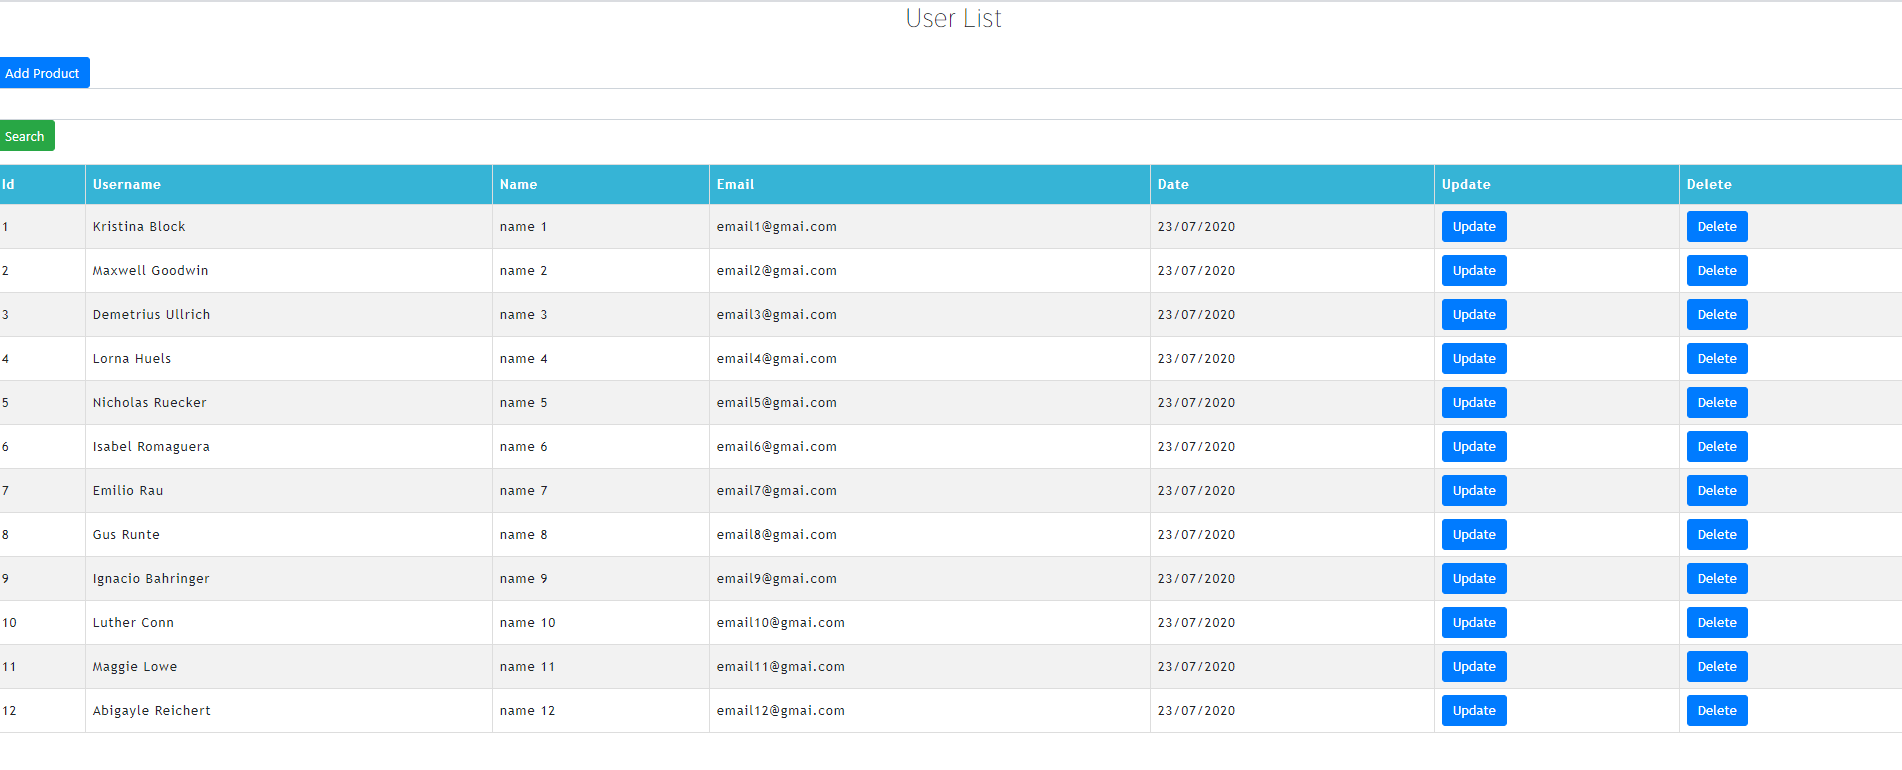 User List
Add Product
Search
Id Username Name Email Date Update Delete
1 Kristina Block name 1 email1@gmai.com 23/07/2020 Update Delete
2 Maxwell Goodwin name 2 email2@gmai.com 23/07/2020 Update Delete
3 Demetrius Ullrich name 3 email3@gmai.com 23/07/2020 Update Delete
4 Lorna Huels name 4 email4@gmai.com 23/07/2020 Update Delete
5 Nicholas Ruecker name 5 email5@gmai.com 23/07/2020 Update Delete
6 Isabel Romaguera name 6 email6@gmai.com 23/07/2020 Update Delete
7 Emilio Rau name 7 email7@gmai.com 23/07/2020 Update Delete
8 Gus Runte name 8 email8@gmai.com 23/07/2020 Update Delete
9 Ignacio Bahringer name 9 email9@gmai.com 23/07/2020 Update Delete
10 Luther Conn name 10 email10@gmai.com 23/07/2020 Update Delete
11 Maggie Lowe name 11 email11@gmai.com 23/07/2020 Update Delete
12 Abigayle Reichert name 12 email12@gmai.com 23/07/2020 Update Delete